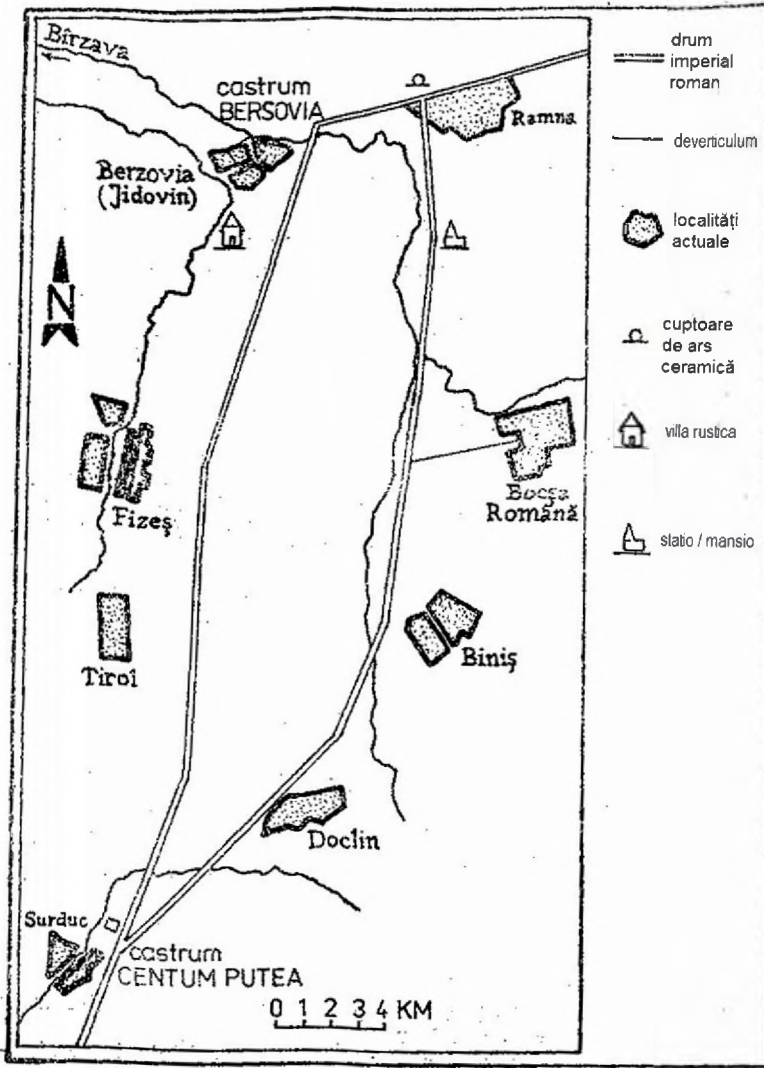 Bîrzava
castrum
BERSOVIA
Berzovia
(Jidovin)
Ramna
N
Fizeş
Bocşa
Română
Tirol
Biniş
Doclin
Surduc
castrum
CENTUM PUTEA
0 1 2 3 4 KM
drum
imperial
roman
deverticulum
localităţi
actuale
cuptoare
de ars
ceramică
villa rustica
statio / mansio